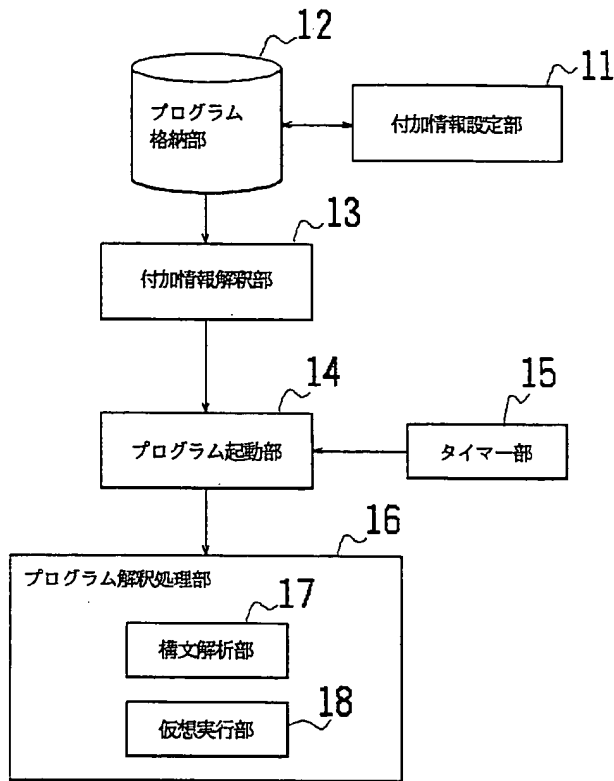 12
11
プログラム
格納部
付加情報設定部
13
付加情報解釈部
14
15
プログラム起動部
タイマー部
16
プログラム解釈処理部
17
構文解析部
18
仮想実行部